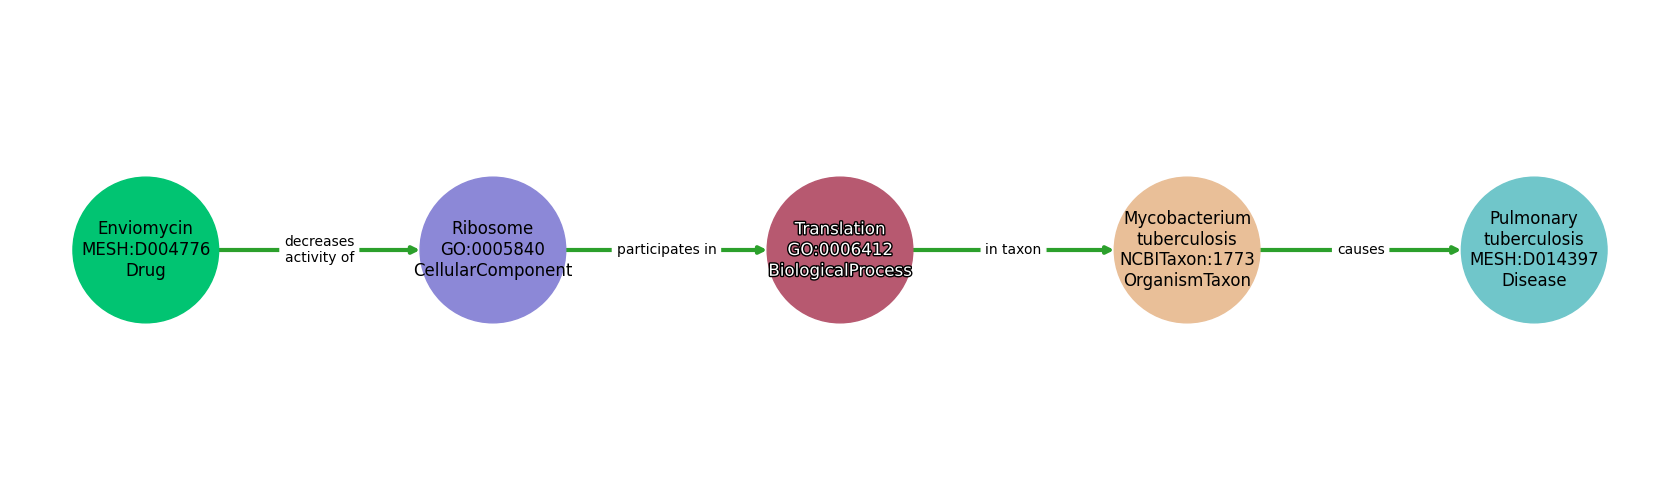 Enviomycin
MESH:D004776
Drug
decreases
activity of
Ribosome
GO:0005840
CellularComponent
participates in
Translation
GO:0006412
BiologicalProcess
in taxon
Mycobacterium
tuberculosis
NCBITaxon:1773
OrganismTaxon
causes
Pulmonary
tuberculosis
MESH:D014397
Disease